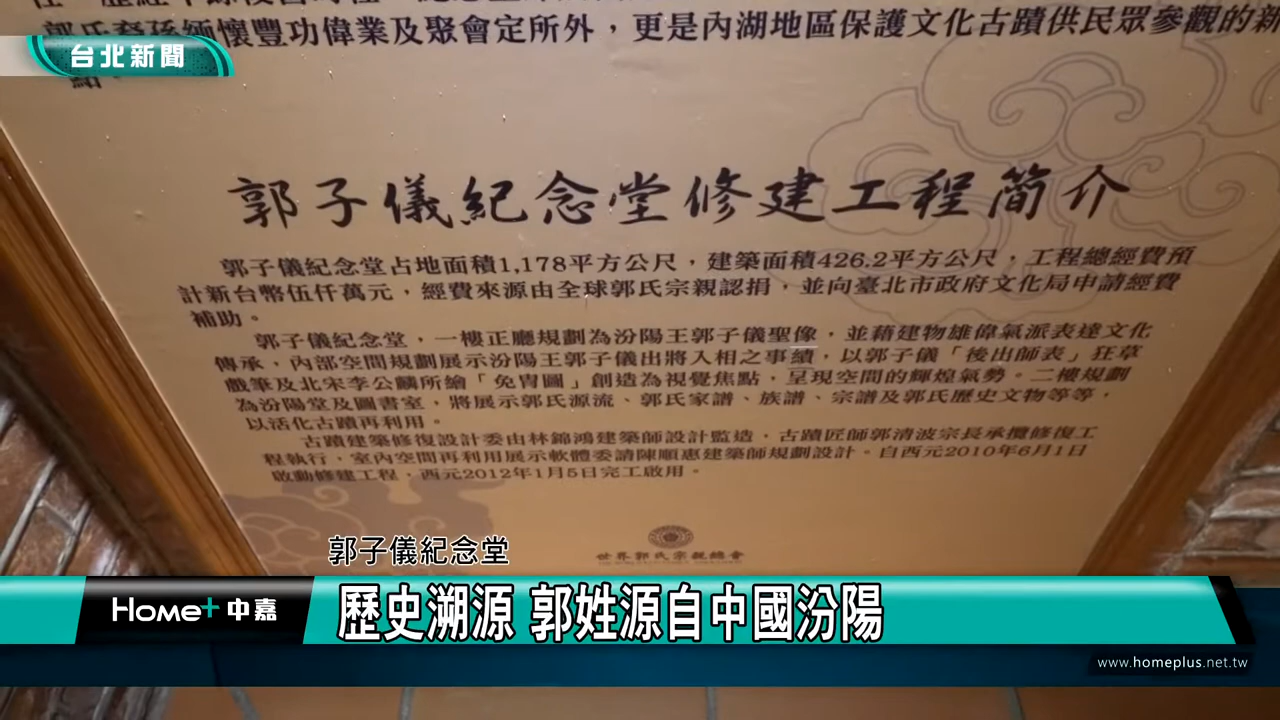 郭氏裔孫緬懷豐功偉業及聚會定所外，更是內湖地區保護文化古蹟供民眾參觀的新
點。
台北新聞
郭子儀紀念堂修建工程簡介
郭子儀紀念堂占地面積1,178平方公尺，建築面積426.2平方公尺，工程總經費預
計新台幣伍仟萬元，經費來源由全球郭氏宗親認捐，並向臺北市政府文化局申請經費
補助。
郭子儀紀念堂，一樓正廳規劃為汾陽王郭子儀聖像，並藉建物雄偉氣派表達文化
傳承，內部空間規劃展示汾陽王郭子儀出將入相之事績，以郭子儀「後出師表」狂草
戲筆及北宋李公麟所繪「免胄圖」創造為視覺焦點，呈現空間的輝煌氣勢。二樓規劃
為汾陽堂及圖書室，將展示郭氏源流、郭氏家譜、族譜、宗譜及郭氏歷史文物等等，
以活化古蹟再利用。
古蹟建築修復設計委由林錦鴻建築師設計監造，古蹟匠師郭清波宗長承攬修復工
程執行，室內空間再利用展示軟體委請陳順惠建築師規劃設計。自西元2010年6月1日
啟動修建工程，西元2012年1月5日完工啟用。
世界郭氏宗親總會
郭子儀紀念堂
Home+中嘉
歷史溯源 郭姓源自中國汾陽
www.homeplus.net.tw